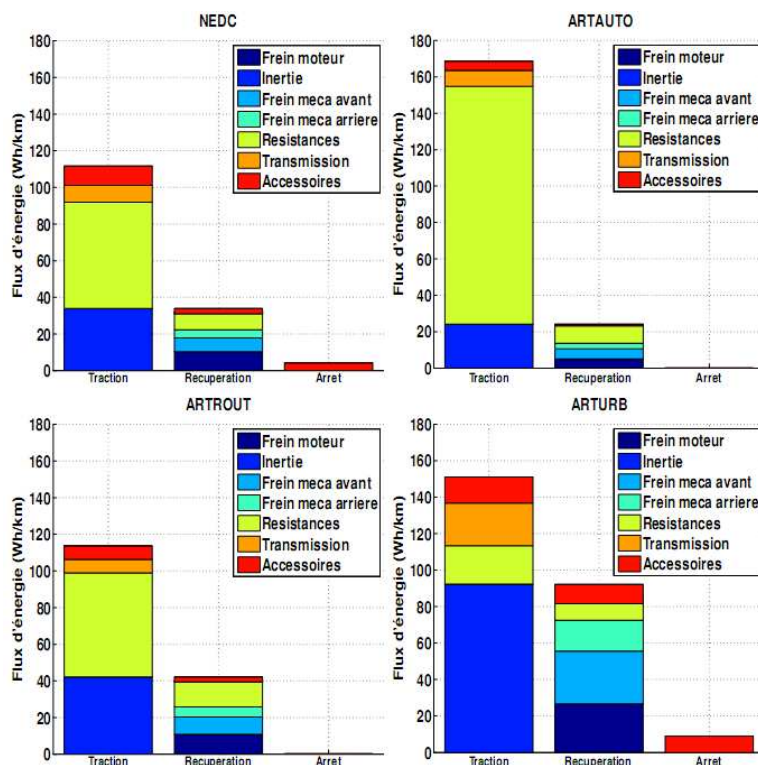 NEDC
Flux d'énergie (Wh/km)
180
160
140
120
100
80
60
40
20
0
Frein moteur
Inertie
Frein meca avant
Frein meca arriere
Resistances
Transmission
Accessoires
Traction
Recuperation
Arret
ARTAUTO
Flux d'énergie (Wh/km)
180
160
140
120
100
80
60
40
20
0
Frein moteur
Inertie
Frein meca avant
Frein meca arriere
Resistances
Transmission
Accessoires
Traction
Recuperation
Arret
ARTROUT
Flux d'énergie (Wh/km)
180
160
140
120
100
80
60
40
20
0
Frein moteur
Inertie
Frein meca avant
Frein meca arriere
Resistances
Transmission
Accessoires
Traction
Recuperation
Arret
ARTURB
Flux d'énergie (Wh/km)
180
160
140
120
100
80
60
40
20
0
Frein moteur
Inertie
Frein meca avant
Frein meca arriere
Resistances
Transmission
Accessoires
Traction
Recuperation
Arret